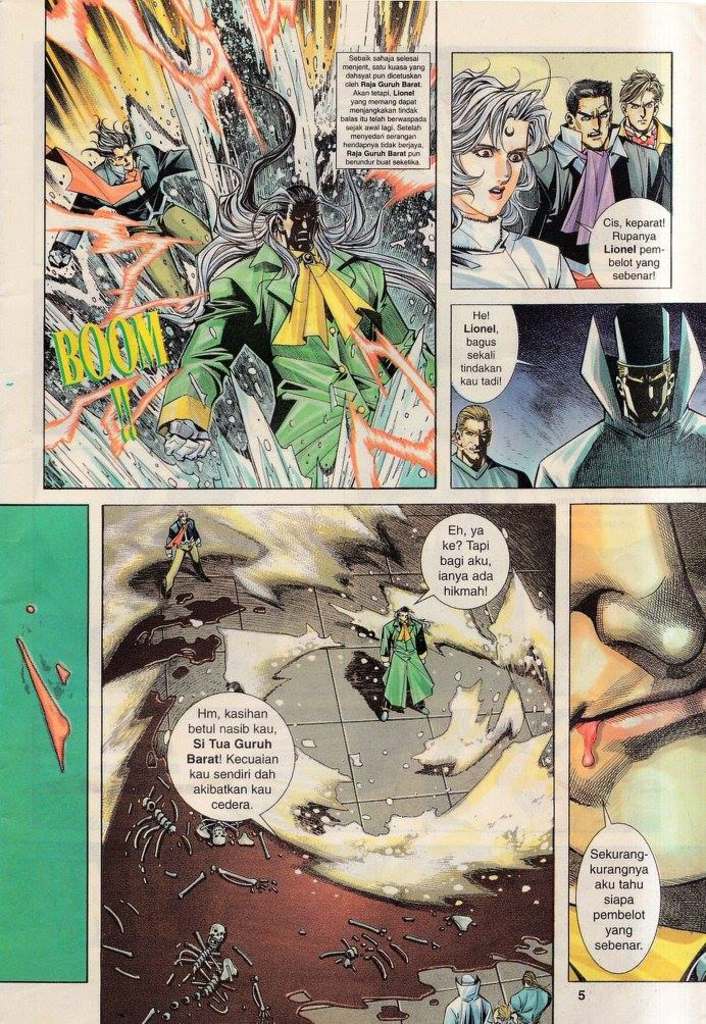 Sebaik sahaja selesai
menjerit, satu kuasa yang
dahsyat pun dicetuskan
oleh Raja Guruh Barat.
Akan tetapi, Lionel
yang memang dapat
menjangkakan tindak
balas itu telah berwaspada
sejak awal lagi. Setelah
menyedari serangan
hendapnya tidak berjaya,
Raja Guruh Barat pun
berundur buat seketika.
BOOM
!!
Cis, keparat!
Rupanya
Lionel pem-
belot yang
sebenar!
He!
Lionel,
bagus
sekali
tindakan
kau tadi!
Eh, ya
ke? Tapi
bagi aku,
ianya ada
hikmah!
Hm, kasihan
betul nasib kau,
Si Tua Guruh
Barat! Kecuaian
kau sendiri dah
akibatkan kau
cedera.
Sekurang-
kurangnya
aku tahu
siapa
pembelot
yang
sebenar.
5